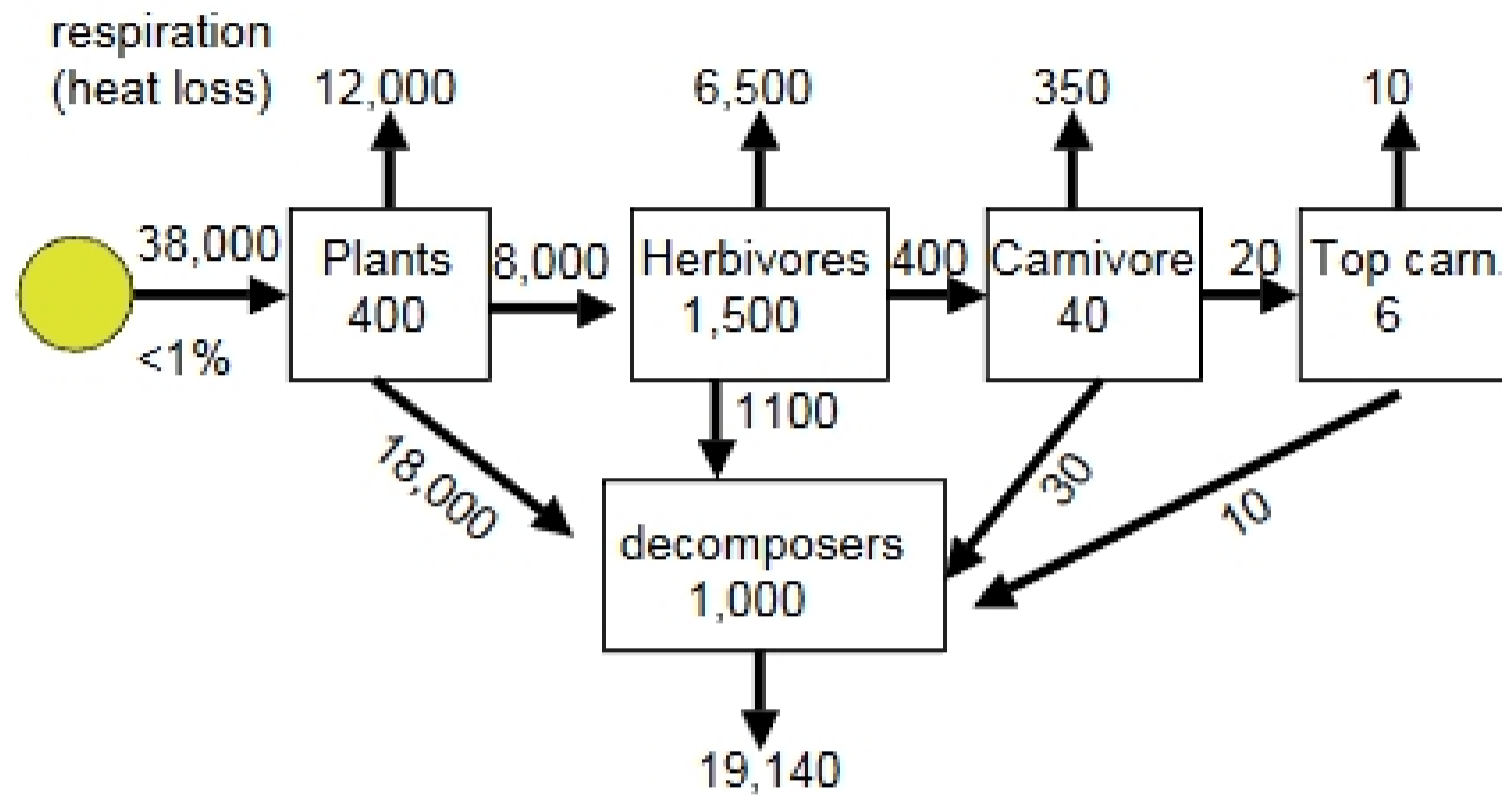 respiration
(heat loss)
12,000
6,500
350
10
38,000
<1%
Plants
400
8,000
Herbivores
1,500
400
Carnivore
40
20
Top carn.
6
18,000
1100
30
10
decomposers
1,000
19,140